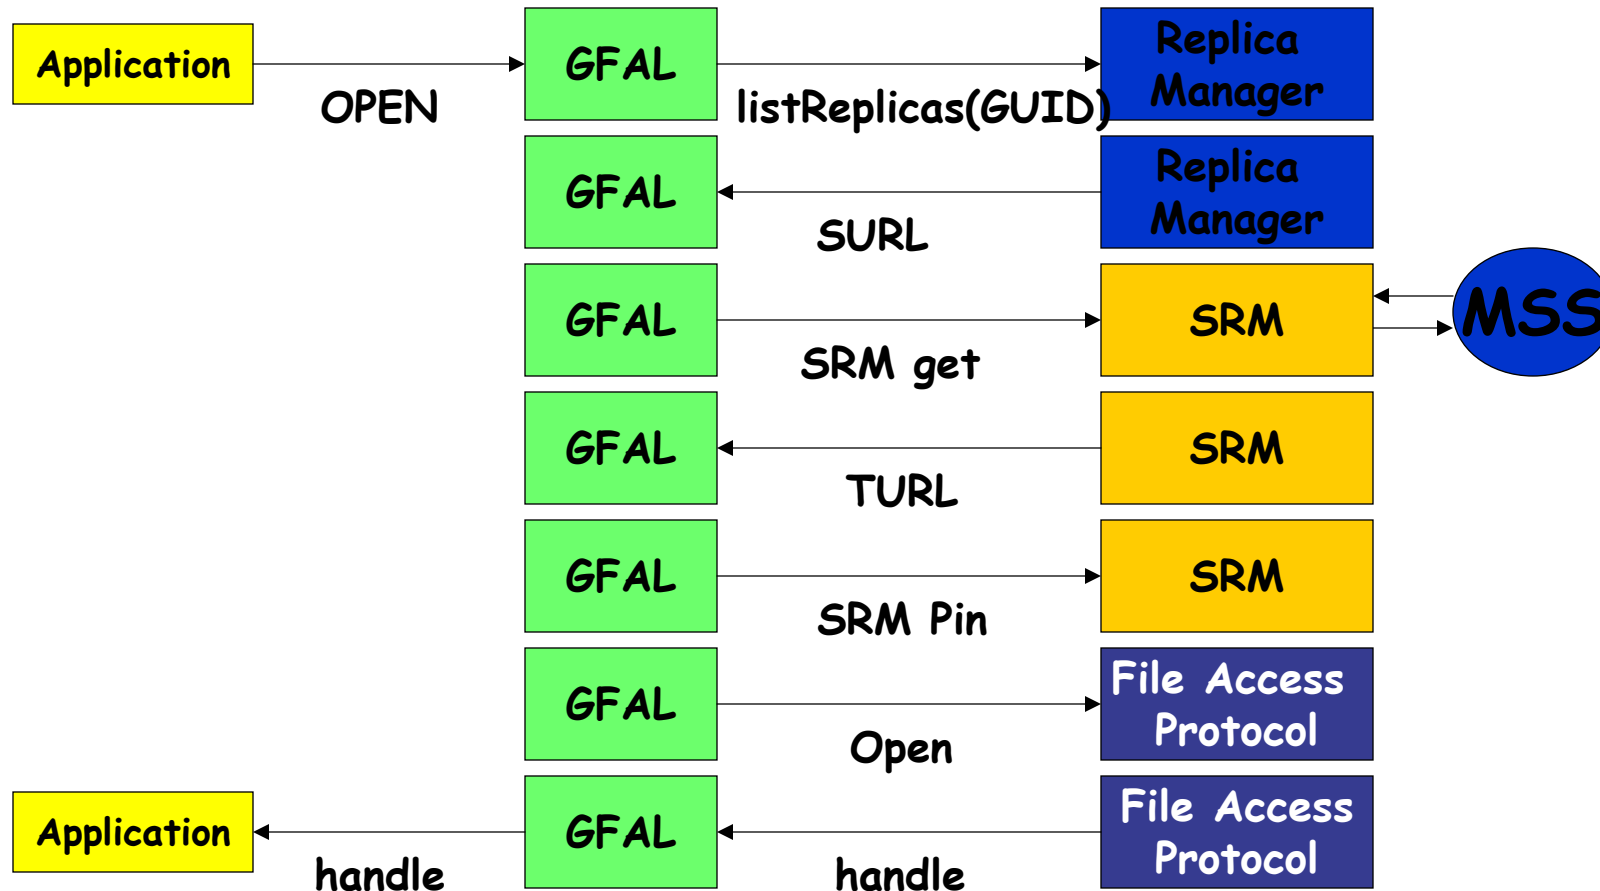 Application
OPEN
GFAL
listReplicas(GUID)
Replica
Manager
GFAL
SURL
Replica
Manager
GFAL
SRM get
SRM
MSS
GFAL
TURL
SRM
GFAL
SRM Pin
SRM
GFAL
Open
File Access
Protocol
Application
handle
GFAL
handle
File Access
Protocol